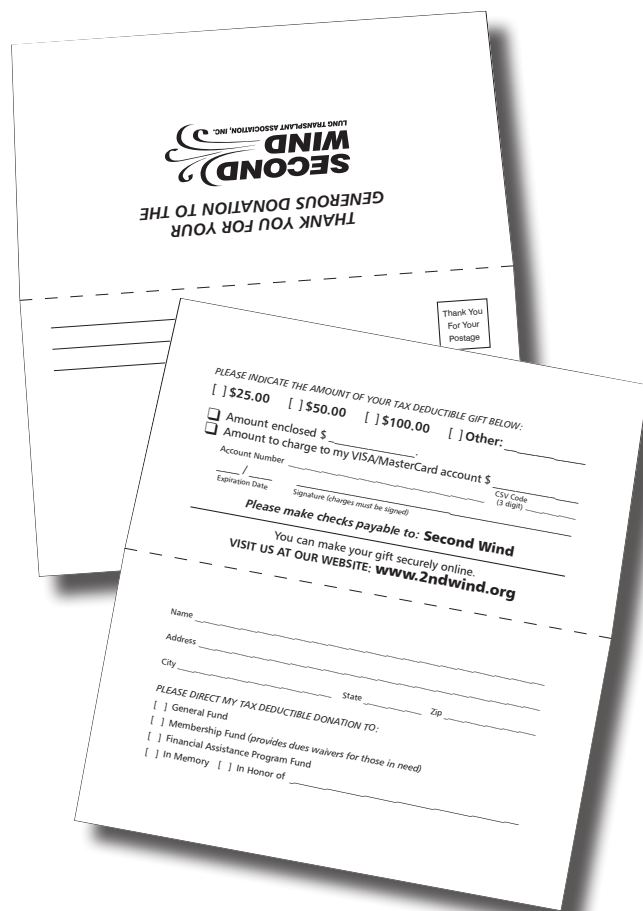 THANK YOU FOR YOUR
GENEROUS DONATION TO THE
SECOND
WIND
LUNG TRANSPLANT ASSOCIATION, INC.
Thank You
For Your
Postage
PLEASE INDICATE THE AMOUNT OF YOUR TAX DEDUCTIBLE GIFT BELOW:
[ ] $25.00 [ ] $50.00 [ ] $100.00 [ ] Other:
Amount enclosed $ .
Amount to charge to my VISA/MasterCard account $
Account Number
CSV Code
(3 digit)
/
Expiration Date
Signature (charges must be signed)
Please make checks payable to: Second Wind
You can make your gift securely online.
VISIT US AT OUR WEBSITE: www.2ndwind.org
Name
Address
City State Zip
PLEASE DIRECT MY TAX DEDUCTIBLE DONATION TO:
[ ] General Fund
[ ] Membership Fund (provides dues waivers for those in need)
[ ] Financial Assistance Program Fund
[ ] In Memory [ ] In Honor of